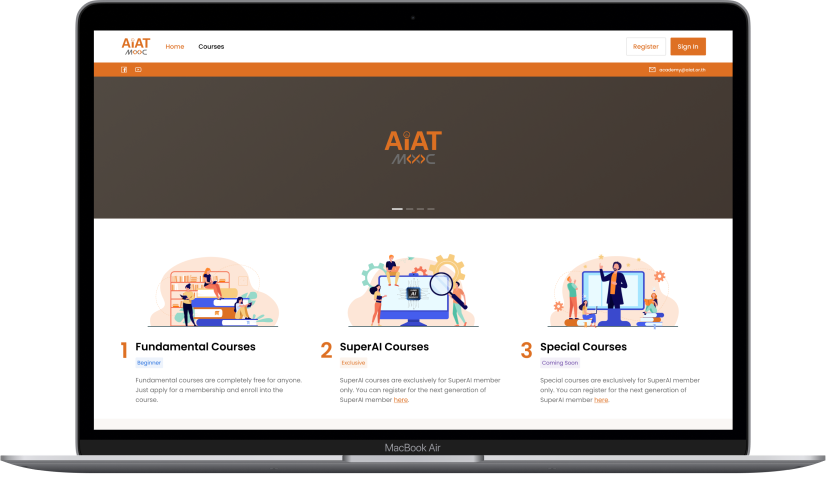 AiAT
MOOC
Home
Courses
Register
Sign in
academy@aiat.or.th
AiAT
MOOC
AI
1
Fundamental Courses
Beginner
Fundamental courses are completely free for anyone.
Just apply for a membership and enroll into the
course.
2
SuperAI Courses
Exclusive
SuperAI courses are exclusively for SuperAI member
only. You can register for the next generation of
SuperAI member here.
3
Special Courses
Coming Soon
Special courses are exclusively for SuperAI member
only. You can register for the next generation of
SuperAI member here.
MacBook Air